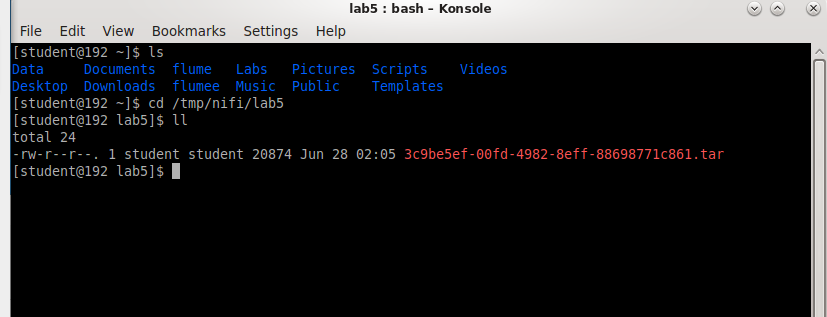 lab5 : bash – Konsole
File Edit View Bookmarks Settings Help
[student@192 ~]$ ls
Data Documents flume Labs Pictures Scripts Videos
Desktop Downloads flumee Music Public Templates
[student@192 ~]$ cd /tmp/nifi/lab5
[student@192 lab5]$ ll
total 24
-rw-r--r--. 1 student student 20874 Jun 28 02:05 3c9be5ef-00fd-4982-8eff-88698771c861.tar
[student@192 lab5]$